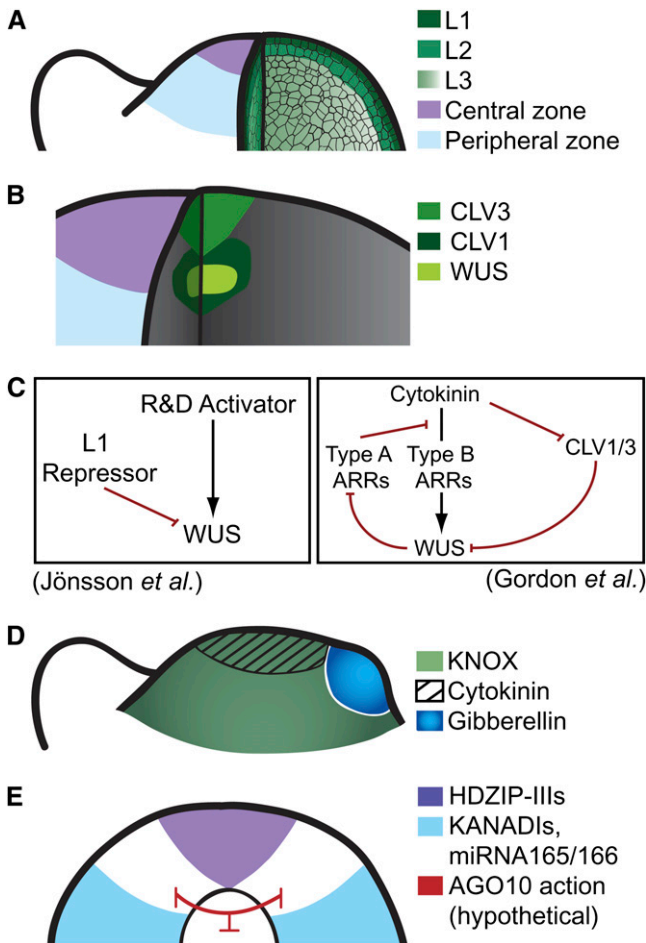 A
L1
L2
L3
Central zone
Peripheral zone
B
CLV3
CLV1
WUS
C
R&D Activator
L1
Repressor
WUS
(Jönsson et al.)
Cytokinin
Type A
ARRs
Type B
ARRs
CLV1/3
WUS
(Gordon et al.)
D
KNOX
Cytokinin
Gibberellin
E
HDZIP-IIIs
KANADIs,
miRNA165/166
AGO10 action
(hypothetical)